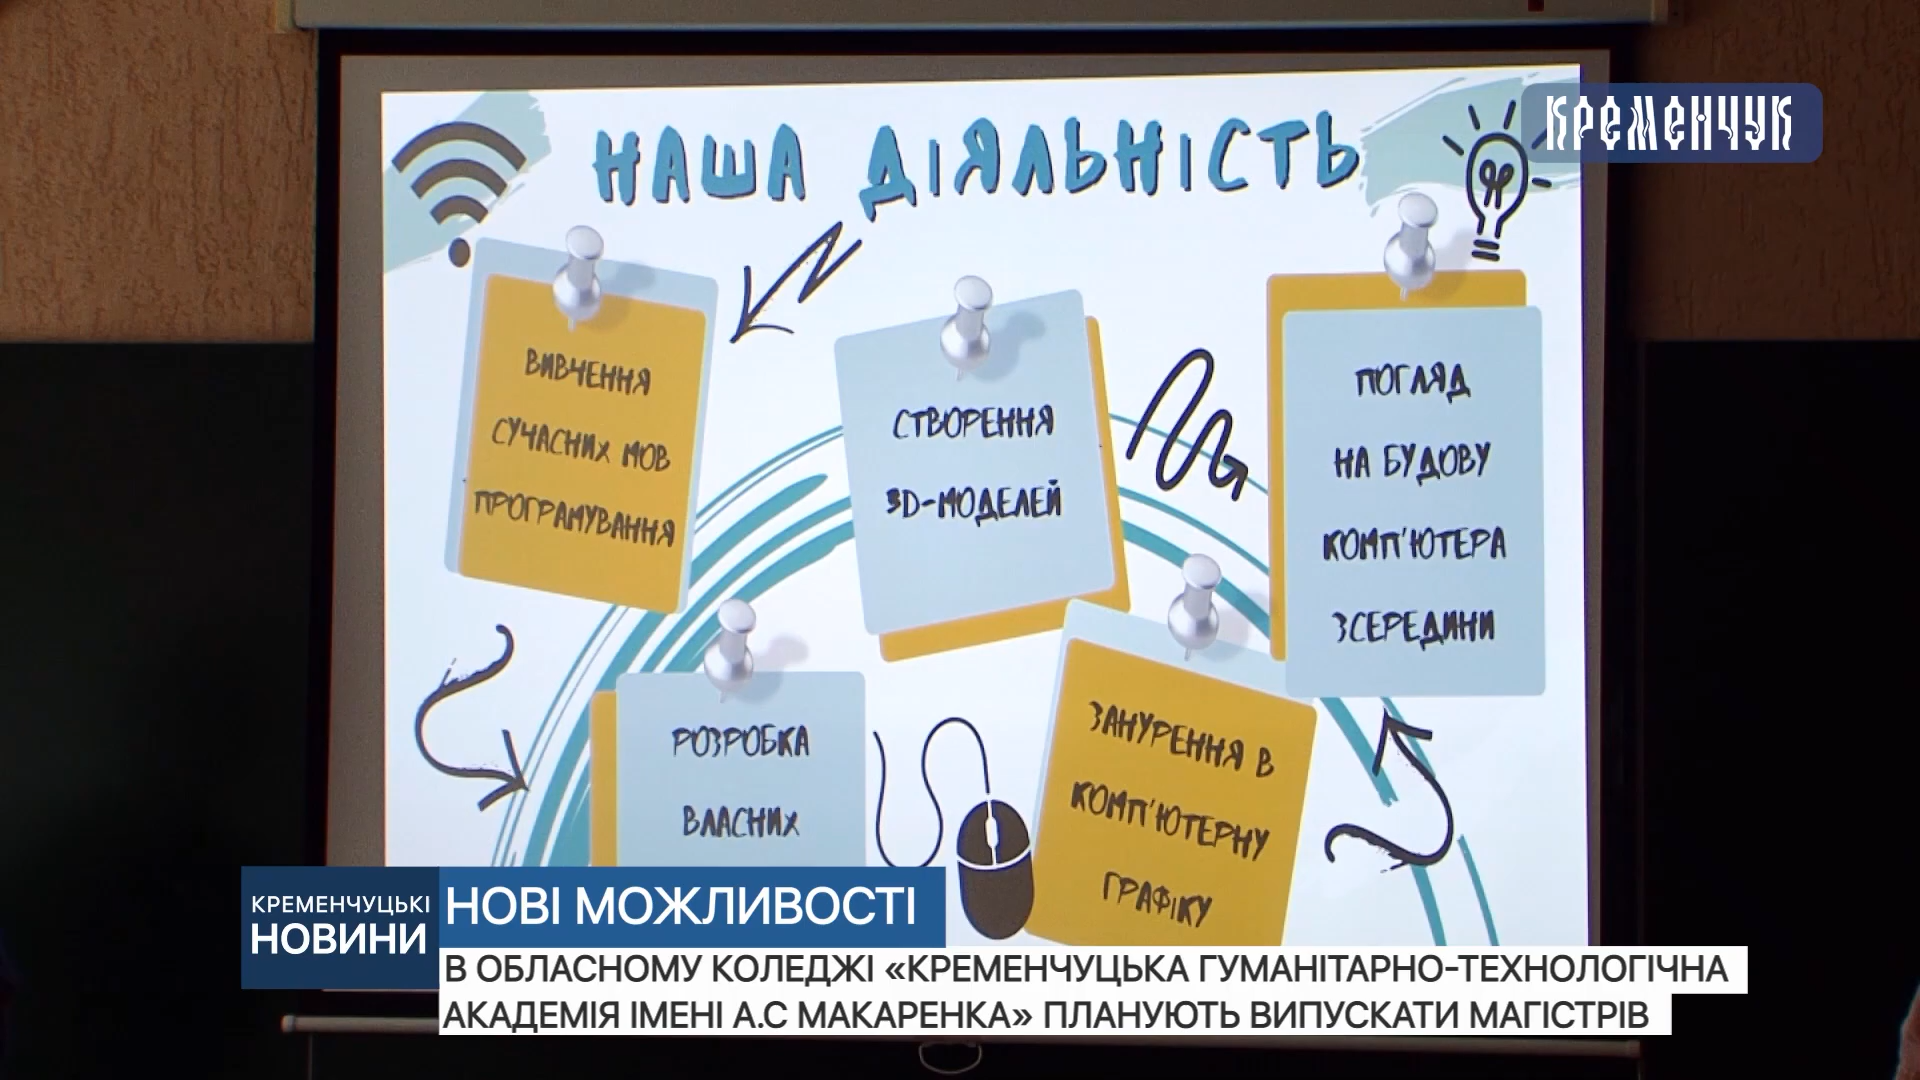 КРЕМЕНЧУК
НАША ДІЯЛЬНІСТЬ
ВИВЧЕННЯ
СУЧАСНИХ МОВ
ПРОГРАМУВАННЯ
СТВОРЕННЯ
3D-МОДЕЛЕЙ
ПОГЛЯД
НА БУДОВУ
КОМП'ЮТЕРА
ЗСЕРЕДИНИ
РОЗРОБКА
ВЛАСНИХ
ЗАНУРЕННЯ В
КОМП'ЮТЕРНУ
ГРАФІКУ
КРЕМЕНЧУЦЬКІ
НОВИНИ
НОВІ МОЖЛИВОСТІ
В ОБЛАСНОМУ КОЛЕДЖІ «КРЕМЕНЧУЦЬКА ГУМАНІТАРНО-ТЕХНОЛОГІЧНА
АКАДЕМІЯ ІМЕНІ А.С МАКАРЕНКА» ПЛАНУЮТЬ ВИПУСКАТИ МАГІСТРІВ